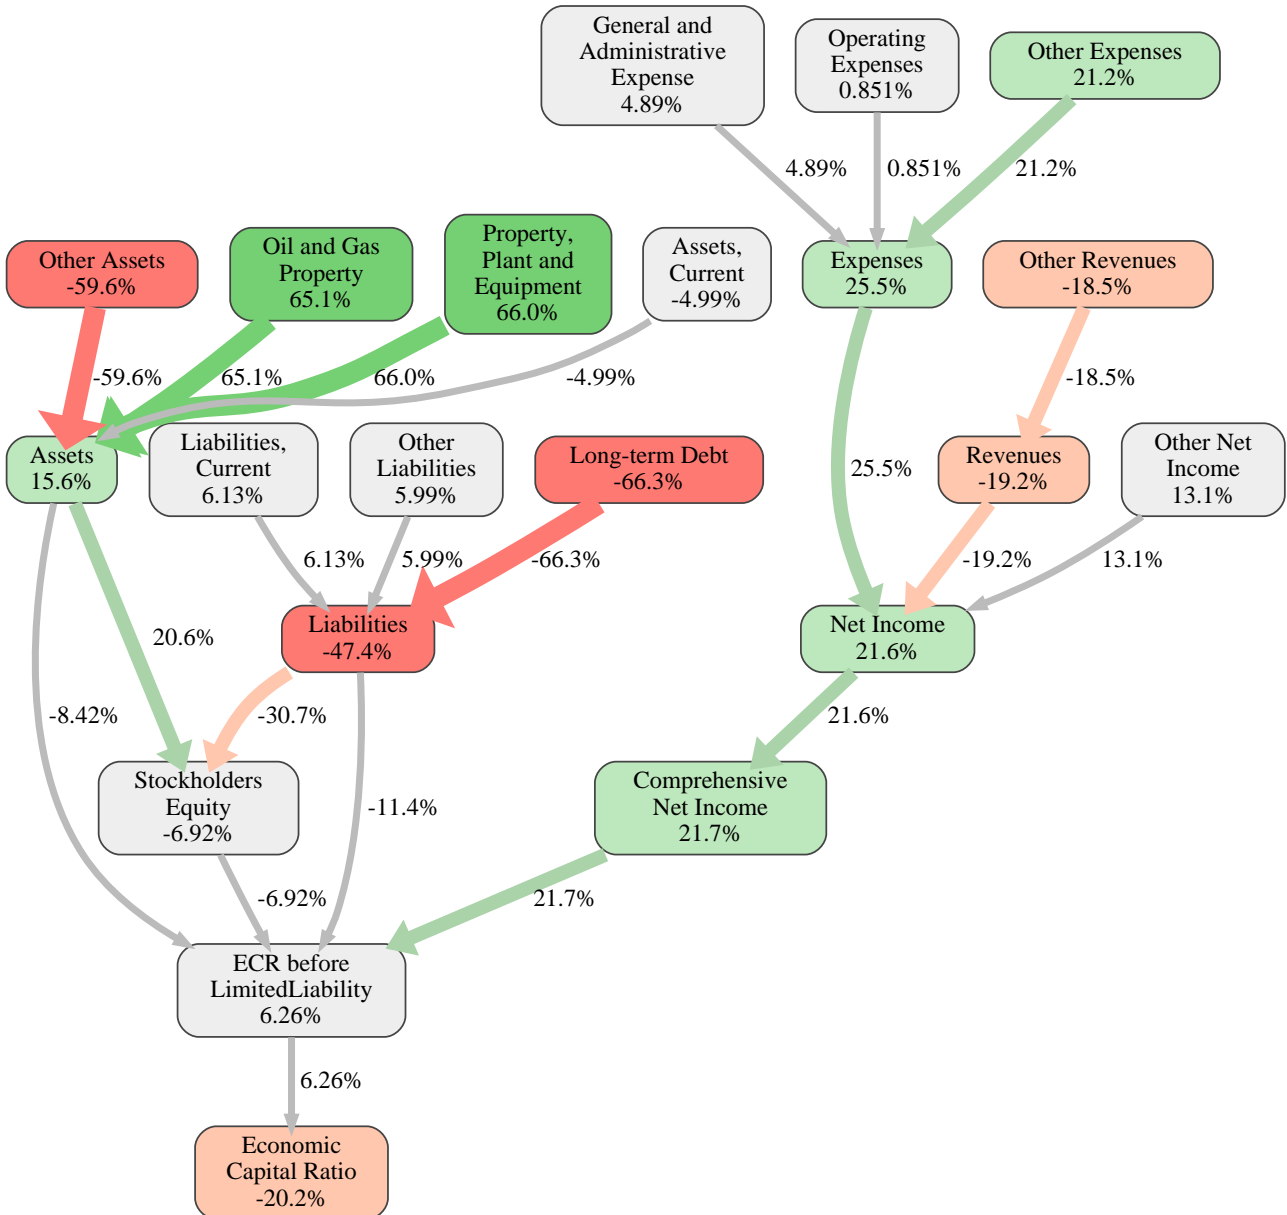 General and
Administrative
Expense
4.89%
Operating
Expenses
0.851%
Other Expenses
21.2%
4.89%
0.851%
21.2%
Other Assets
-59.6%
Oil and Gas
Property
65.1%
Property,
Plant and
Equipment
66.0%
Assets,
Current
-4.99%
Expenses
25.5%
Other Revenues
-18.5%
-59.6%
65.1%
66.0%
-4.99%
-18.5%
Assets
15.6%
Liabilities,
Current
6.13%
Other
Liabilities
5.99%
Long-term Debt
-66.3%
25.5%
Revenues
-19.2%
Other Net
Income
13.1%
6.13%
5.99%
-66.3%
-19.2%
13.1%
20.6%
Liabilities
-47.4%
Net Income
21.6%
-8.42%
-30.7%
21.6%
Stockholders
Equity
-6.92%
-11.4%
Comprehensive
Net Income
21.7%
-6.92%
21.7%
ECR before
LimitedLiability
6.26%
6.26%
Economic
Capital Ratio
-20.2%